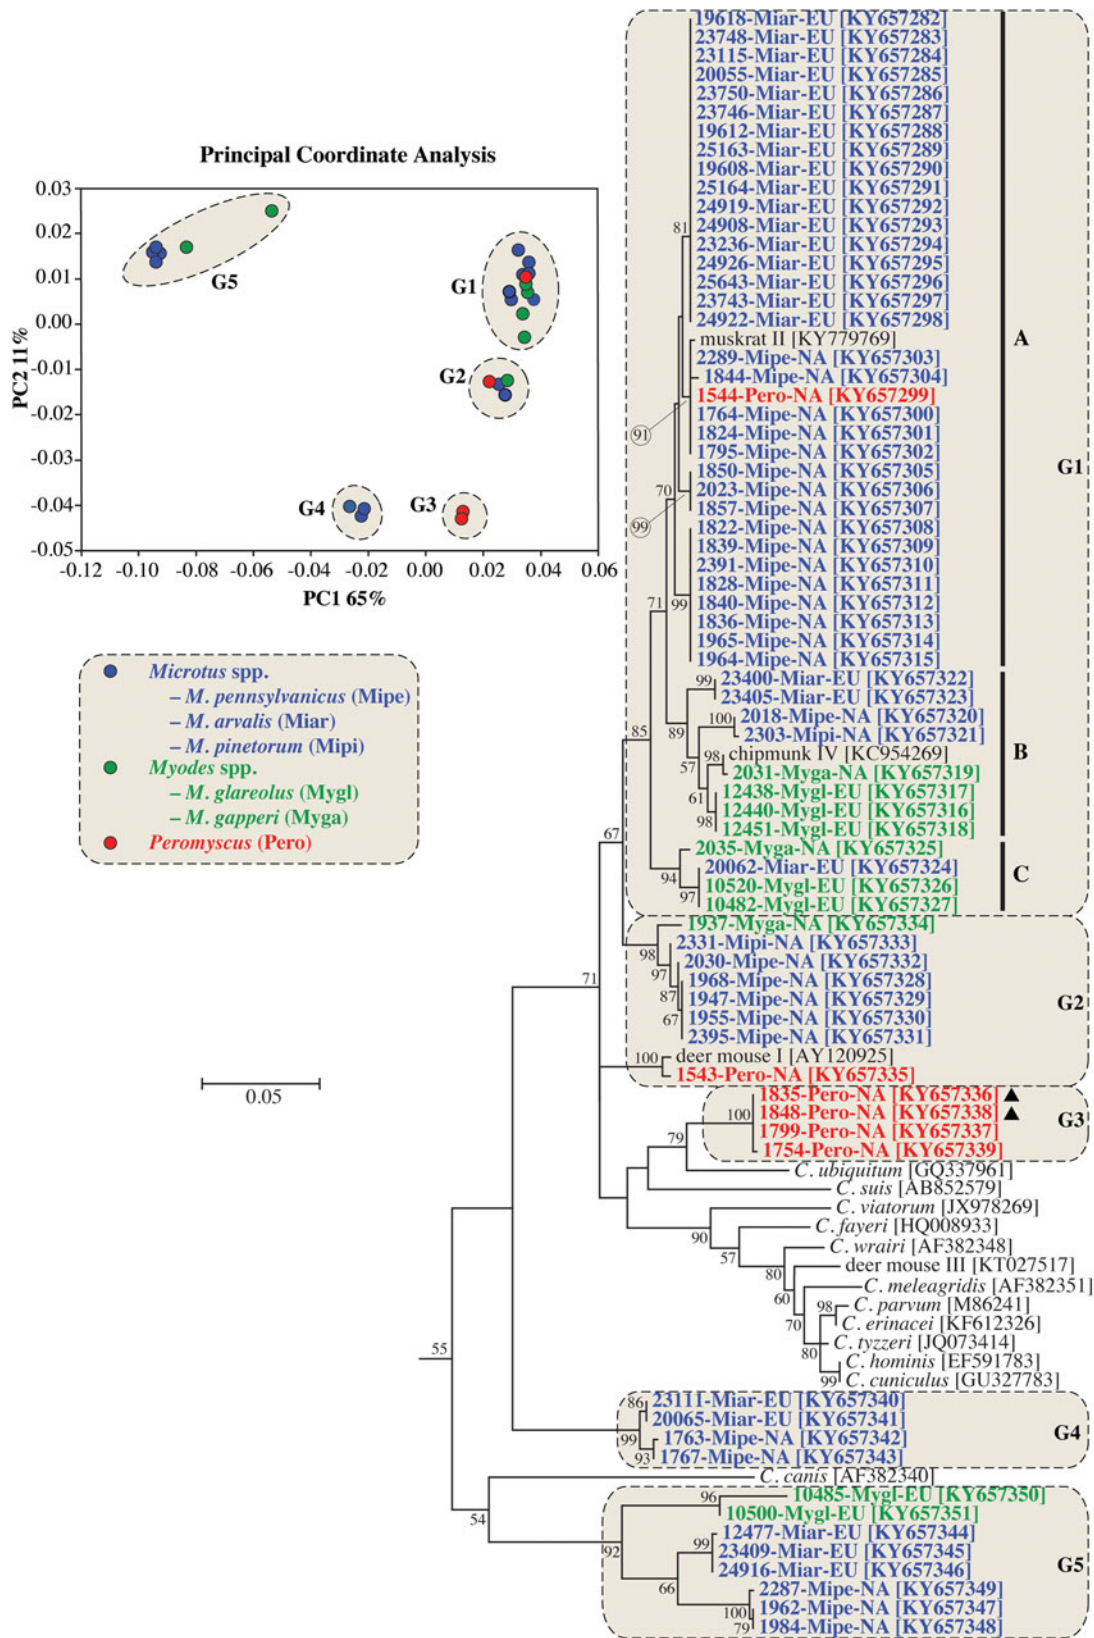 Principal Coordinate Analysis
0.03
0.02
0.01
0.00
-0.01
-0.02
-0.03
-0.04
-0.05
PC2 11%
-0.12 -0.10 -0.08 -0.06 -0.04 -0.02 0.00 0.02 0.04 0.06
PC1 65%
G5
G1
G2
G4
G3
Microtus spp.
– M. pennsylvanicus (Mipe)
– M. arvalis (Miar)
– M. pinetorum (Mipi)
Myodes spp.
– M. glareolus (Mygl)
– M. gapperi (Myga)
Peromyscus (Pero)
0.05
19618-Miar-EU [KY657282]
23748-Miar-EU [KY657283]
23115-Miar-EU [KY657284]
20055-Miar-EU [KY657285]
23750-Miar-EU [KY657286]
23746-Miar-EU [KY657287]
19612-Miar-EU [KY657288]
25163-Miar-EU [KY657289]
19608-Miar-EU [KY657290]
25164-Miar-EU [KY657291]
24919-Miar-EU [KY657292]
24908-Miar-EU [KY657293]
23236-Miar-EU [KY657294]
24926-Miar-EU [KY657295]
25643-Miar-EU [KY657296]
23743-Miar-EU [KY657297]
24922-Miar-EU [KY657298]
muskrat II [KY779769]
2289-Mipe-NA [KY657303]
1844-Mipe-NA [KY657304]
1544-Pero-NA [KY657299]
1764-Mipe-NA [KY657300]
1824-Mipe-NA [KY657301]
1795-Mipe-NA [KY657302]
1850-Mipe-NA [KY657305]
2023-Mipe-NA [KY657306]
1857-Mipe-NA [KY657307]
1822-Mipe-NA [KY657308]
1839-Mipe-NA [KY657309]
2391-Mipe-NA [KY657310]
1828-Mipe-NA [KY657311]
1840-Mipe-NA [KY657312]
1836-Mipe-NA [KY657313]
1965-Mipe-NA [KY657314]
1964-Mipe-NA [KY657315]
A
G1
23400-Miar-EU [KY657322]
23405-Miar-EU [KY657323]
2018-Mipe-NA [KY657320]
2303-Mipi-NA [KY657321]
chipmunk IV [KC954269]
2031-Myga-NA [KY657319]
12438-Mygl-EU [KY657317]
12440-Mygl-EU [KY657316]
12451-Mygl-EU [KY657318]
B
2035-Myga-NA [KY657325]
20062-Miar-EU [KY657324]
10520-Mygl-EU [KY657326]
10482-Mygl-EU [KY657327]
C
1937-Myga-NA [KY657334]
2331-Mipi-NA [KY657333]
2030-Mipe-NA [KY657332]
1968-Mipe-NA [KY657328]
1947-Mipe-NA [KY657329]
1955-Mipe-NA [KY657330]
2395-Mipe-NA [KY657331]
deer mouse I [AY120925]
1543-Pero-NA [KY657335]
G2
1835-Pero-NA [KY657336]
1848-Pero-NA [KY657338]
1799-Pero-NA [KY657337]
1754-Pero-NA [KY657339]
G3
C. ubiquitum [GQ337961]
C. suis [AB852579]
C. viatorum [JX978269]
C. fayeri [HQ008933]
C. wrairi [AF382348]
deer mouse III [KT027517]
C. meleagridis [AF382351]
C. parvum [M86241]
C. erinacei [KF612326]
C. tyzzeri [JQ073414]
C. hominis [EF591783]
C. cuniculus [GU327783]
23111-Miar-EU [KY657340]
20065-Miar-EU [KY657341]
1763-Mipe-NA [KY657342]
1767-Mipe-NA [KY657343]
G4
C. canis [AF382340]
10485-Mygl-EU [KY657350]
10500-Mygl-EU [KY657351]
12477-Miar-EU [KY657344]
23409-Miar-EU [KY657345]
24916-Miar-EU [KY657346]
2287-Mipe-NA [KY657349]
1962-Mipe-NA [KY657347]
1984-Mipe-NA [KY657348]
G5
81
91
70
99
71
99
99
100
89
57
98
61
98
85
94
97
67
98
97
87
67
71
100
100
79
90
57
80
60
98
70
80
99
55
86
99
93
54
96
92
99
66
100
79